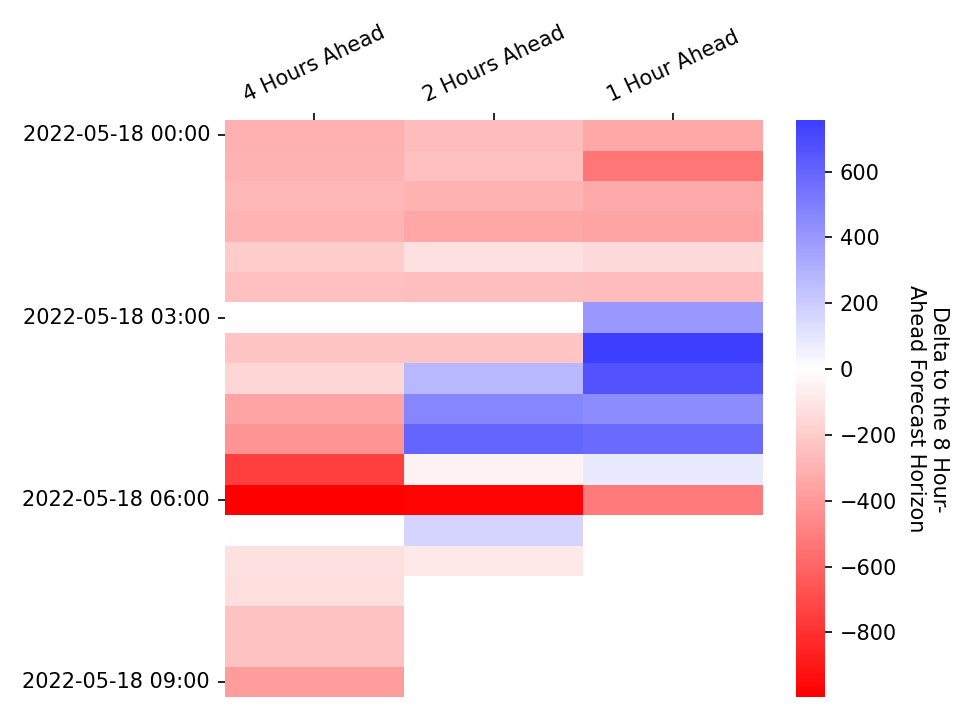 4 Hours Ahead
2 Hours Ahead
1 Hour Ahead
2022-05-18 00:00
2022-05-18 03:00
2022-05-18 06:00
2022-05-18 09:00
600
400
200
0
−200
−400
−600
−800
Delta to the 8 Hour-
Ahead Forecast Horizon